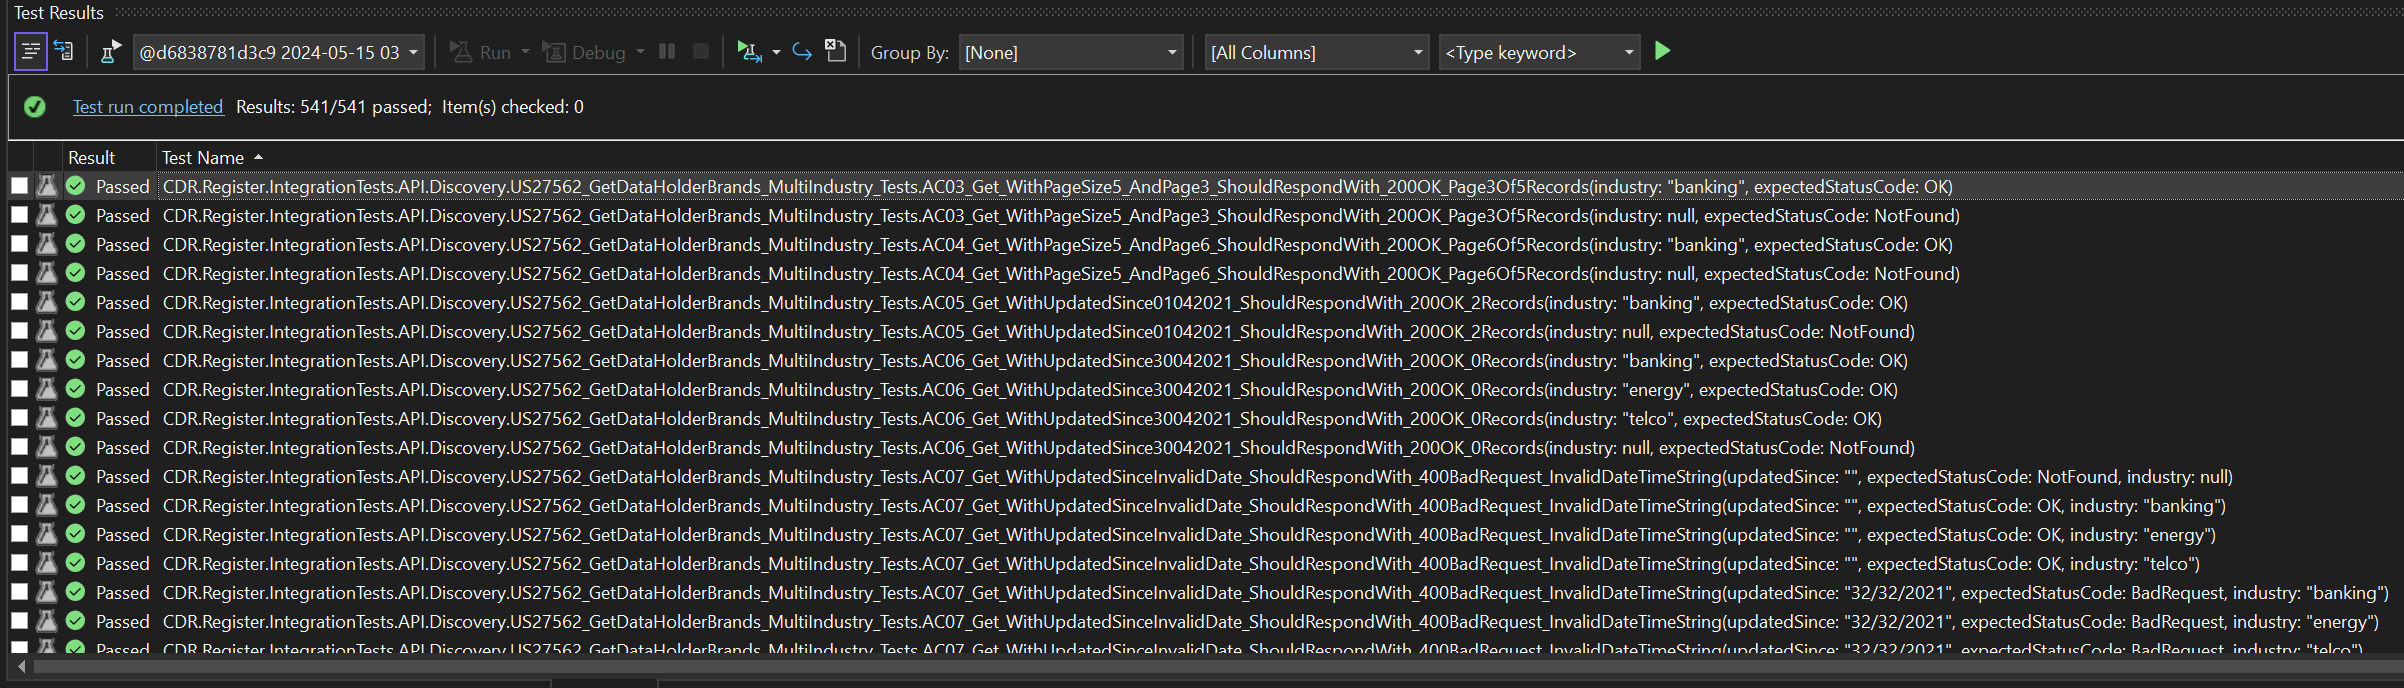 Test Results
@d6838781d3c9 2024-05-15 03 Run Debug Group By: [None] [All Columns] <Type keyword>
Test run completed Results: 541/541 passed; Item(s) checked: 0
Result Test Name
Passed CDR.Register.IntegrationTests.API.Discovery.US27562_GetDataHolderBrands_MultiIndustry_Tests.AC03_Get_WithPageSize5_AndPage3_ShouldRespondWith_200OK_Page3Of5Records(industry: "banking", expectedStatusCode: OK)
Passed CDR.Register.IntegrationTests.API.Discovery.US27562_GetDataHolderBrands_MultiIndustry_Tests.AC03_Get_WithPageSize5_AndPage3_ShouldRespondWith_200OK_Page3Of5Records(industry: null, expectedStatusCode: NotFound)
Passed CDR.Register.IntegrationTests.API.Discovery.US27562_GetDataHolderBrands_MultiIndustry_Tests.AC04_Get_WithPageSize5_AndPage6_ShouldRespondWith_200OK_Page6Of5Records(industry: "banking", expectedStatusCode: OK)
Passed CDR.Register.IntegrationTests.API.Discovery.US27562_GetDataHolderBrands_MultiIndustry_Tests.AC04_Get_WithPageSize5_AndPage6_ShouldRespondWith_200OK_Page6Of5Records(industry: null, expectedStatusCode: NotFound)
Passed CDR.Register.IntegrationTests.API.Discovery.US27562_GetDataHolderBrands_MultiIndustry_Tests.AC05_Get_WithUpdatedSince01042021_ShouldRespondWith_200OK_2Records(industry: "banking", expectedStatusCode: OK)
Passed CDR.Register.IntegrationTests.API.Discovery.US27562_GetDataHolderBrands_MultiIndustry_Tests.AC05_Get_WithUpdatedSince01042021_ShouldRespondWith_200OK_2Records(industry: null, expectedStatusCode: NotFound)
Passed CDR.Register.IntegrationTests.API.Discovery.US27562_GetDataHolderBrands_MultiIndustry_Tests.AC06_Get_WithUpdatedSince30042021_ShouldRespondWith_200OK_0Records(industry: "banking", expectedStatusCode: OK)
Passed CDR.Register.IntegrationTests.API.Discovery.US27562_GetDataHolderBrands_MultiIndustry_Tests.AC06_Get_WithUpdatedSince30042021_ShouldRespondWith_200OK_0Records(industry: "energy", expectedStatusCode: OK)
Passed CDR.Register.IntegrationTests.API.Discovery.US27562_GetDataHolderBrands_MultiIndustry_Tests.AC06_Get_WithUpdatedSince30042021_ShouldRespondWith_200OK_0Records(industry: "telco", expectedStatusCode: OK)
Passed CDR.Register.IntegrationTests.API.Discovery.US27562_GetDataHolderBrands_MultiIndustry_Tests.AC06_Get_WithUpdatedSince30042021_ShouldRespondWith_200OK_0Records(industry: null, expectedStatusCode: NotFound)
Passed CDR.Register.IntegrationTests.API.Discovery.US27562_GetDataHolderBrands_MultiIndustry_Tests.AC07_Get_WithUpdatedSinceInvalidDate_ShouldRespondWith_400BadRequest_InvalidDateTimeString(updatedSince: "", expectedStatusCode: NotFound, industry: null)
Passed CDR.Register.IntegrationTests.API.Discovery.US27562_GetDataHolderBrands_MultiIndustry_Tests.AC07_Get_WithUpdatedSinceInvalidDate_ShouldRespondWith_400BadRequest_InvalidDateTimeString(updatedSince: "", expectedStatusCode: OK, industry: "banking")
Passed CDR.Register.IntegrationTests.API.Discovery.US27562_GetDataHolderBrands_MultiIndustry_Tests.AC07_Get_WithUpdatedSinceInvalidDate_ShouldRespondWith_400BadRequest_InvalidDateTimeString(updatedSince: "", expectedStatusCode: OK, industry: "energy")
Passed CDR.Register.IntegrationTests.API.Discovery.US27562_GetDataHolderBrands_MultiIndustry_Tests.AC07_Get_WithUpdatedSinceInvalidDate_ShouldRespondWith_400BadRequest_InvalidDateTimeString(updatedSince: "", expectedStatusCode: OK, industry: "telco")
Passed CDR.Register.IntegrationTests.API.Discovery.US27562_GetDataHolderBrands_MultiIndustry_Tests.AC07_Get_WithUpdatedSinceInvalidDate_ShouldRespondWith_400BadRequest_InvalidDateTimeString(updatedSince: "32/32/2021", expectedStatusCode: BadRequest, industry: "banking")
Passed CDR.Register.IntegrationTests.API.Discovery.US27562_GetDataHolderBrands_MultiIndustry_Tests.AC07_Get_WithUpdatedSinceInvalidDate_ShouldRespondWith_400BadRequest_InvalidDateTimeString(updatedSince: "32/32/2021", expectedStatusCode: BadRequest, industry: "energy")
Passed CDR.Register.IntegrationTests.API.Discovery.US27562_GetDataHolderBrands_MultiIndustry_Tests.AC07_Get_WithUpdatedSinceInvalidDate_ShouldRespondWith_400BadRequest_InvalidDateTimeString(updatedSince: "32/32/2021", expectedStatusCode: BadRequest, industry: "telco")